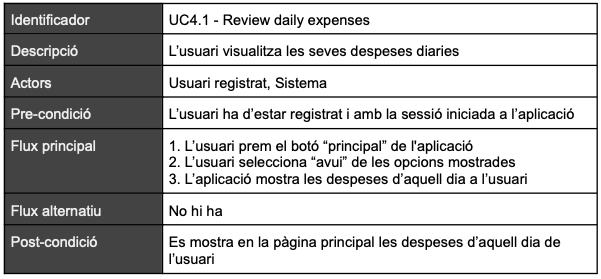 Identificador UC4.1 - Review daily expenses
Descripció L’usuari visualitza les seves despeses diaries
Actors Usuari registrat, Sistema
Pre-condició L’usuari ha d’estar registrat i amb la sessió iniciada a l’aplicació
Flux principal 1. L’usuari prem el botó “principal” de l'aplicació
2. L’usuari selecciona “avui” de les opcions mostrades
3. L’aplicació mostra les despeses d’aquell dia a l’usuari
Flux alternatiu No hi ha
Post-condició Es mostra en la pàgina principal les despeses d’aquell dia de
l’usuari